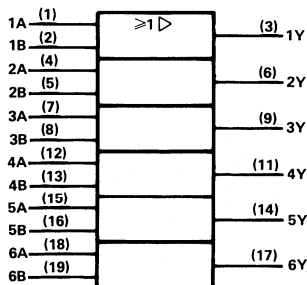 1A (1) ≥1 ▷ (3) 1Y
1B (2)
2A (4) (6) 2Y
2B (5)
3A (7) (9) 3Y
3B (8)
4A (12) (11) 4Y
4B (13)
5A (15) (14) 5Y
5B (16)
6A (18) (17) 6Y
6B (19)